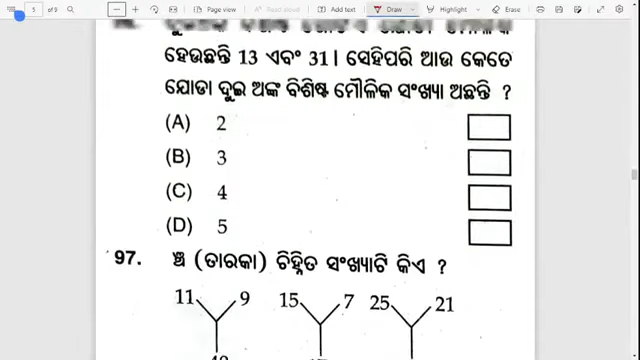 5 of 9 Page view Read aloud Add text Draw Highlight Erase
ହେଉଛନ୍ତି 13 ଏବଂ 31। ସେହିପରି ଆଉ କେତେ
ଯୋଡା ଦୁଇ ଅଙ୍କ ବିଶିଷ୍ଟ ମୌଳିକ ସଂଖ୍ୟା ଅଛନ୍ତି ?
(A) 2
(B) 3
(C) 4
(D) 5
97. (ତାରକା) ଚିହ୍ନିତ ସଂଖ୍ୟାଟି କିଏ ?
11 9 15 7 25 21